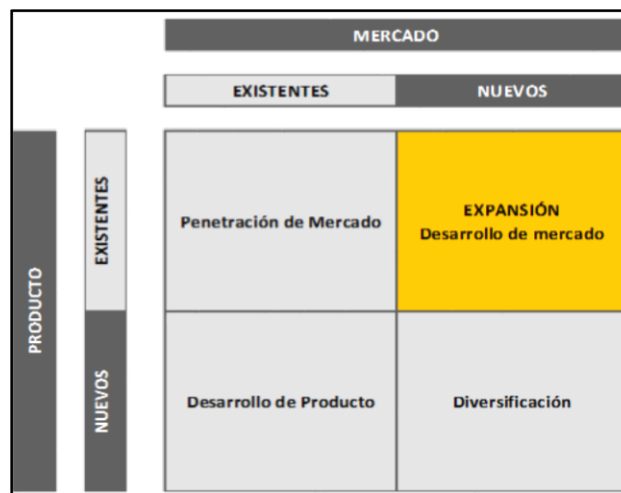 MERCADO
EXISTENTES
NUEVOS
PRODUCTO
EXISTENTES
Penetración de Mercado
EXPANSIÓN
Desarrollo de mercado
NUEVOS
Desarrollo de Producto
Diversificación